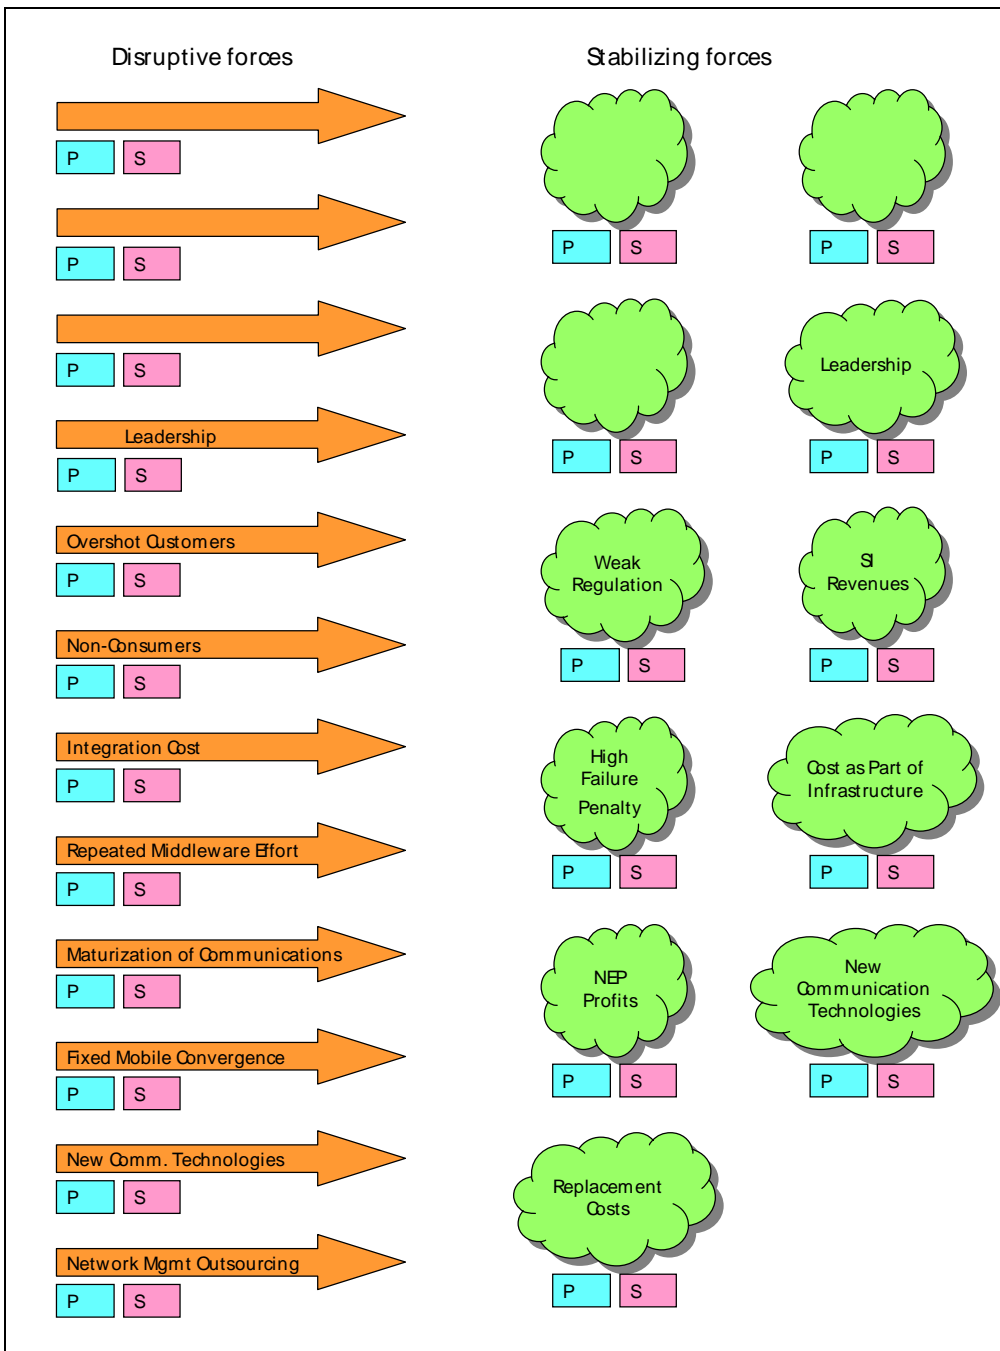 Disruptive forces
Stabilizing forces
P S
P S
P S
P S
P S
P S
Leadership
P S
Leadership
P S
P S
Overshot Customers
P S
Weak
Regulation
P S
SI
Revenues
P S
Non-Consumers
P S
Integration Cost
P S
High
Failure
Penalty
P S
Cost as Part of
Infrastructure
P S
Repeated Middleware Effort
P S
Maturization of Communications
P S
NEP
Profits
P S
New
Communication
Technologies
P S
Fixed Mobile Convergence
P S
New Comm. Technologies
P S
Replacement
Costs
P S
Network Mgmt Outsourcing
P S